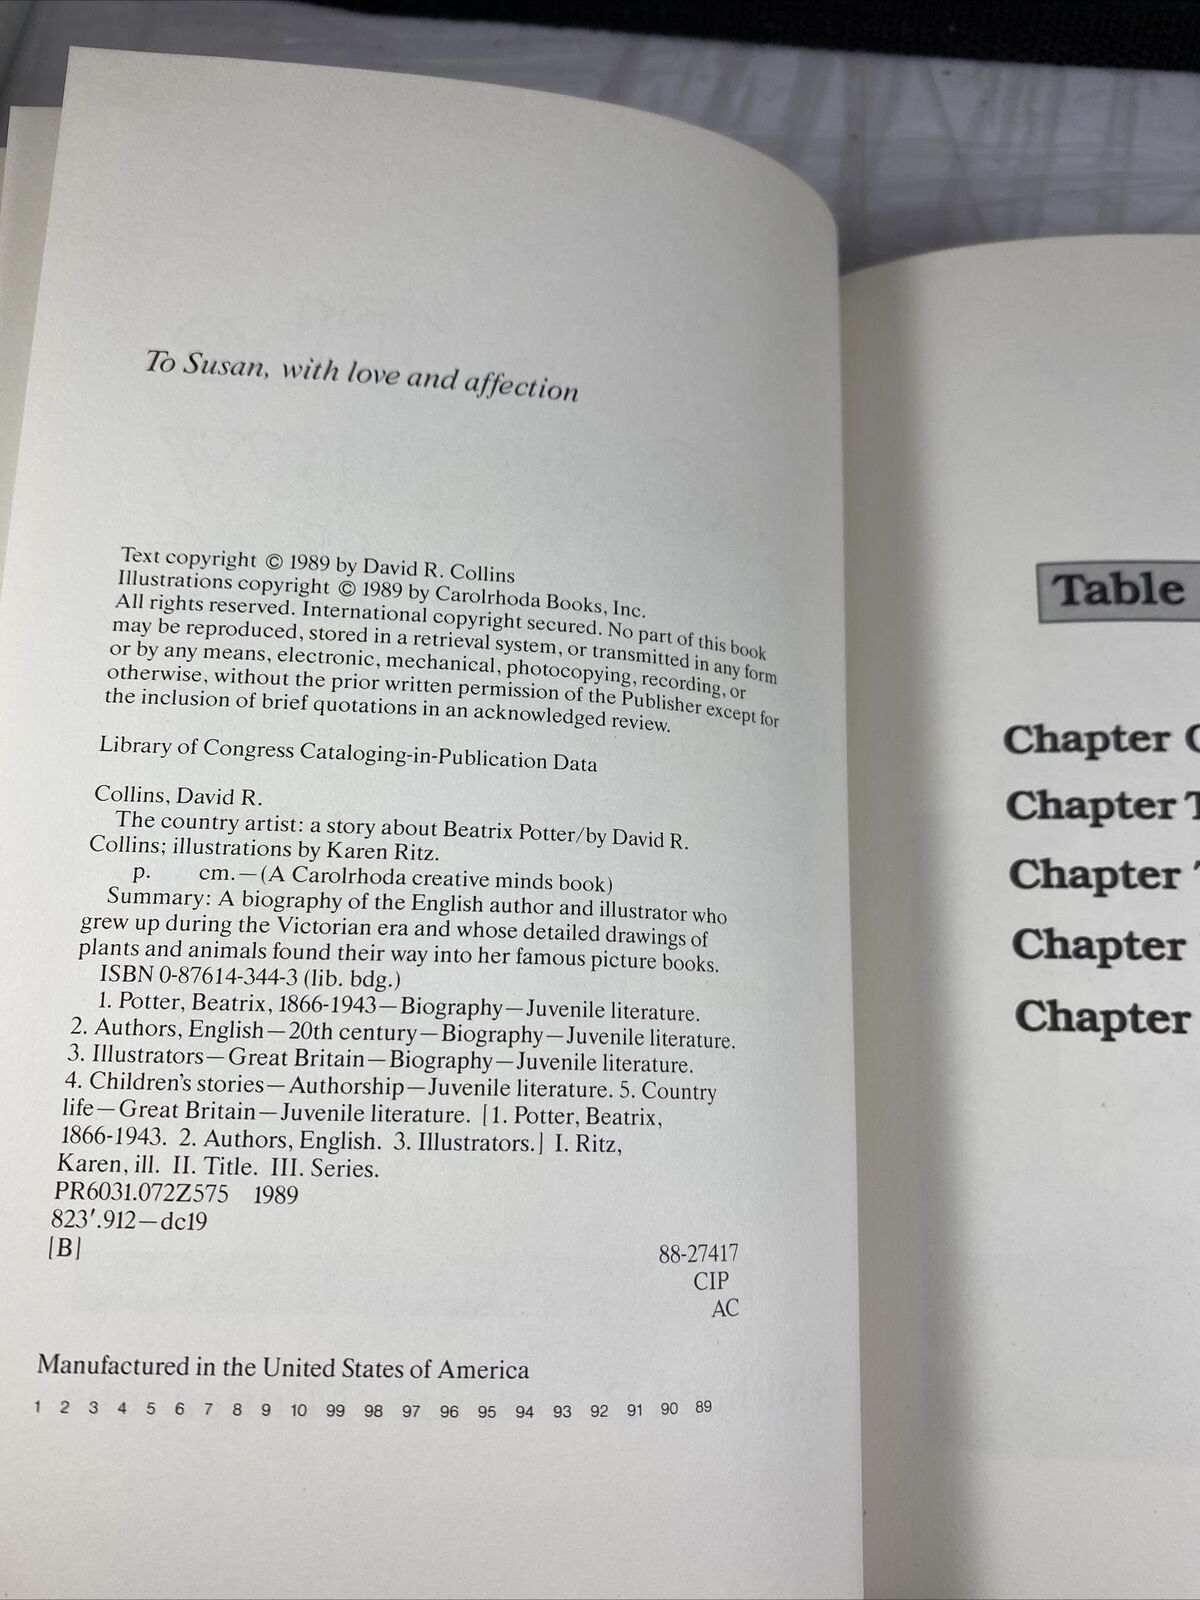 To Susan, with love and affection
Text copyright © 1989 by David R. Collins
Illustrations copyright © 1989 by Carolrhoda Books, Inc.
All rights reserved. International copyright secured. No part of this book
may be reproduced, stored in a retrieval system, or transmitted in any form
or by any means, electronic, mechanical, photocopying, recording, or
otherwise, without the prior written permission of the Publisher except for
the inclusion of brief quotations in an acknowledged review.
Library of Congress Cataloging-in-Publication Data
Collins, David R.
The country artist: a story about Beatrix Potter/by David R.
Collins; illustrations by Karen Ritz.
p. cm.—(A Carolrhoda creative minds book)
Summary: A biography of the English author and illustrator who
grew up during the Victorian era and whose detailed drawings of
plants and animals found their way into her famous picture books.
ISBN 0-87614-344-3 (lib. bdg.)
1. Potter, Beatrix, 1866-1943—Biography—Juvenile literature.
2. Authors, English—20th century—Biography—Juvenile literature.
3. Illustrators—Great Britain—Biography—Juvenile literature.
4. Children's stories—Authorship—Juvenile literature. 5. Country
life—Great Britain—Juvenile literature. [1. Potter, Beatrix,
1866-1943. 2. Authors, English. 3. Illustrators.] I. Ritz,
Karen, ill. II. Title. III. Series.
PR6031.072Z575 1989
823'.912—dc19
[B]
88-27417
CIP
AC
Manufactured in the United States of America
1 2 3 4 5 6 7 8 9 10 99 98 97 96 95 94 93 92 91 90 89
Table
Chapter
Chapter
Chapter
Chapter
Chapter